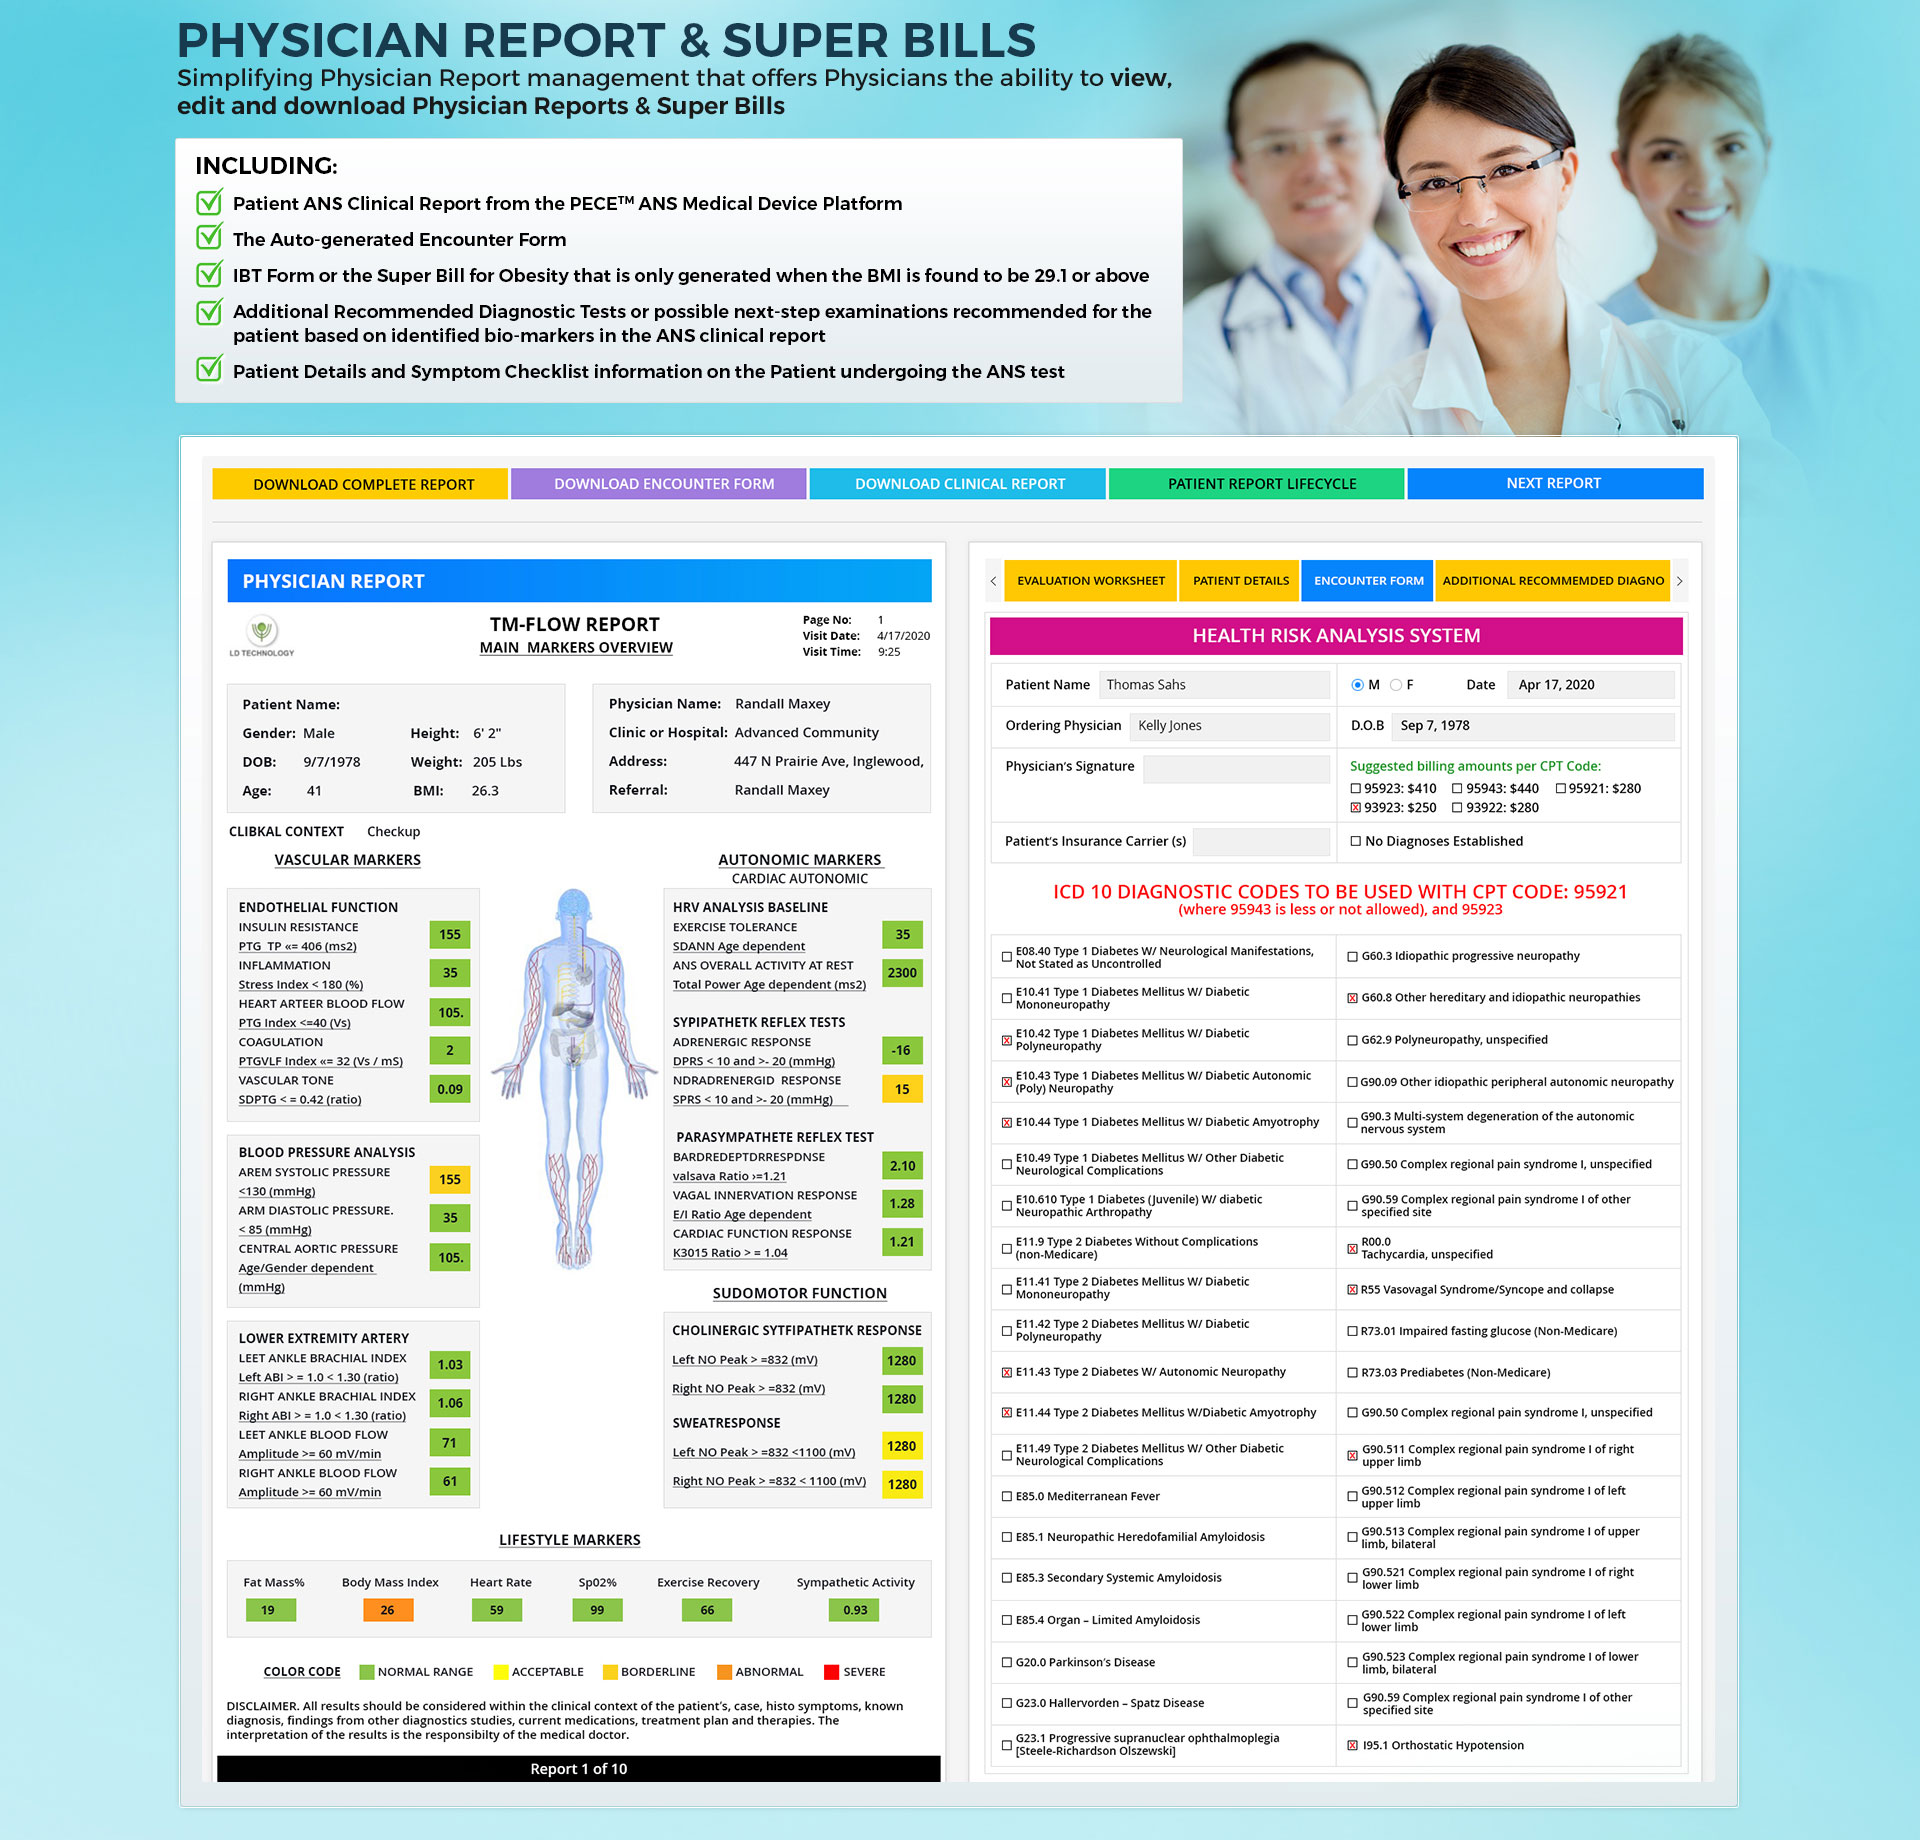 PHYSICIAN REPORT & SUPER BILLS
Simplifying Physician Report management that offers Physicians the ability to view,
edit and download Physician Reports & Super Bills
INCLUDING:
Patient ANS Clinical Report from the PECE™ ANS Medical Device Platform
The Auto-generated Encounter Form
IBT Form or the Super Bill for Obesity that is only generated when the BMI is found to be 29.1 or above
Additional Recommended Diagnostic Tests or possible next-step examinations recommended for the
patient based on identified bio-markers in the ANS clinical report
Patient Details and Symptom Checklist information on the Patient undergoing the ANS test
DOWNLOAD COMPLETE REPORT DOWNLOAD ENCOUNTER FORM DOWNLOAD CLINICAL REPORT PATIENT REPORT LIFECYCLE NEXT REPORT
PHYSICIAN REPORT
LD TECHNOLOGY
TM-FLOW REPORT
MAIN MARKERS OVERVIEW
Page No: 1
Visit Date: 4/17/2020
Visit Time: 9:25
Patient Name:
Gender: Male Height: 6' 2"
DOB: 9/7/1978 Weight: 205 Lbs
Age: 41 BMI: 26.3
Physician Name: Randall Maxey
Clinic or Hospital: Advanced Community
Address: 447 N Prairie Ave, Inglewood,
Referral: Randall Maxey
CLIBKAL CONTEXT Checkup
VASCULAR MARKERS
ENDOTHELIAL FUNCTION
INSULIN RESISTANCE
PTG TP «= 406 (ms2) 155
INFLAMMATION
Stress Index < 180 (%) 35
HEART ARTEER BLOOD FLOW
PTG Index <=40 (Vs) 105.
COAGULATION
PTGVLF Index «= 32 (Vs / mS) 2
VASCULAR TONE
SDPTG < = 0.42 (ratio) 0.09
BLOOD PRESSURE ANALYSIS
AREM SYSTOLIC PRESSURE
<130 (mmHg) 155
ARM DIASTOLIC PRESSURE.
< 85 (mmHg) 35
CENTRAL AORTIC PRESSURE
Age/Gender dependent 105.
(mmHg)
LOWER EXTREMITY ARTERY
LEET ANKLE BRACHIAL INDEX
Left ABI > = 1.0 < 1.30 (ratio) 1.03
RIGHT ANKLE BRACHIAL INDEX
Right ABI > = 1.0 < 1.30 (ratio) 1.06
LEET ANKLE BLOOD FLOW
Amplitude >= 60 mV/min 71
RIGHT ANKLE BLOOD FLOW
Amplitude >= 60 mV/min 61
AUTONOMIC MARKERS
CARDIAC AUTONOMIC
HRV ANALYSIS BASELINE
EXERCISE TOLERANCE
SDANN Age dependent 35
ANS OVERALL ACTIVITY AT REST
Total Power Age dependent (ms2) 2300
SYPIPATHETK REFLEX TESTS
ADRENERGIC RESPONSE
DPRS < 10 and >- 20 (mmHg) -16
NDRADRENERGID RESPONSE
SPRS < 10 and >- 20 (mmHg) 15
PARASYMPATHETE REFLEX TEST
BARDREDEPTDRRESPDNSE
valsava Ratio ›=1.21 2.10
VAGAL INNERVATION RESPONSE
E/I Ratio Age dependent 1.28
CARDIAC FUNCTION RESPONSE
K3015 Ratio > = 1.04 1.21
SUDOMOTOR FUNCTION
CHOLINERGIC SYTFIPATHETK RESPONSE
Left NO Peak > =832 (mV) 1280
Right NO Peak > =832 (mV) 1280
SWEATRESPONSE
Left NO Peak > =832 <1100 (mV) 1280
Right NO Peak > =832 < 1100 (mV) 1280
LIFESTYLE MARKERS
Fat Mass% Body Mass Index Heart Rate Sp02% Exercise Recovery Sympathetic Activity
19 26 59 99 66 0.93
COLOR CODE NORMAL RANGE ACCEPTABLE BORDERLINE ABNORMAL SEVERE
DISCLAIMER. All results should be considered within the clinical context of the patient's, case, histo symptoms, known
diagnosis, findings from other diagnostics studies, current medications, treatment plan and therapies. The
interpretation of the results is the responsibilty of the medical doctor.
Report 1 of 10
< EVALUATION WORKSHEET PATIENT DETAILS ENCOUNTER FORM ADDITIONAL RECOMMEMDED DIAGNO >
HEALTH RISK ANALYSIS SYSTEM
Patient Name Thomas Sahs M F Date Apr 17, 2020
Ordering Physician Kelly Jones D.O.B Sep 7, 1978
Physician's Signature
Suggested billing amounts per CPT Code:
95923: $410 95943: $440 95921: $280
X 93923: $250 93922: $280
Patient's Insurance Carrier (s) No Diagnoses Established
ICD 10 DIAGNOSTIC CODES TO BE USED WITH CPT CODE: 95921
(where 95943 is less or not allowed), and 95923
E08.40 Type 1 Diabetes W/ Neurological Manifestations,
Not Stated as Uncontrolled
G60.3 Idiopathic progressive neuropathy
E10.41 Type 1 Diabetes Mellitus W/ Diabetic
Mononeuropathy
X G60.8 Other hereditary and idiopathic neuropathies
X E10.42 Type 1 Diabetes Mellitus W/ Diabetic
Polyneuropathy
G62.9 Polyneuropathy, unspecified
X E10.43 Type 1 Diabetes Mellitus W/ Diabetic Autonomic
(Poly) Neuropathy
G90.09 Other idiopathic peripheral autonomic neuropathy
X E10.44 Type 1 Diabetes Mellitus W/ Diabetic Amyotrophy
G90.3 Multi-system degeneration of the autonomic
nervous system
E10.49 Type 1 Diabetes Mellitus W/ Other Diabetic
Neurological Complications
G90.50 Complex regional pain syndrome I, unspecified
E10.610 Type 1 Diabetes (Juvenile) W/ diabetic
Neuropathic Arthropathy
G90.59 Complex regional pain syndrome I of other
specified site
E11.9 Type 2 Diabetes Without Complications
(non-Medicare)
X R00.0
Tachycardia, unspecified
E11.41 Type 2 Diabetes Mellitus W/ Diabetic
Mononeuropathy
X R55 Vasovagal Syndrome/Syncope and collapse
E11.42 Type 2 Diabetes Mellitus W/ Diabetic
Polyneuropathy
R73.01 Impaired fasting glucose (Non-Medicare)
X E11.43 Type 2 Diabetes W/ Autonomic Neuropathy
R73.03 Prediabetes (Non-Medicare)
X E11.44 Type 2 Diabetes Mellitus W/Diabetic Amyotrophy
G90.50 Complex regional pain syndrome I, unspecified
E11.49 Type 2 Diabetes Mellitus W/ Other Diabetic
Neurological Complications
X G90.511 Complex regional pain syndrome I of right
upper limb
E85.0 Mediterranean Fever
G90.512 Complex regional pain syndrome I of left
upper limb
E85.1 Neuropathic Heredofamilial Amyloidosis
G90.513 Complex regional pain syndrome I of upper
limb, bilateral
E85.3 Secondary Systemic Amyloidosis
G90.521 Complex regional pain syndrome I of right
lower limb
E85.4 Organ – Limited Amyloidosis
G90.522 Complex regional pain syndrome I of left
lower limb
G20.0 Parkinson's Disease
G90.523 Complex regional pain syndrome I of lower
limb, bilateral
G23.0 Hallervorden – Spatz Disease
G90.59 Complex regional pain syndrome I of other
specified site
G23.1 Progressive supranuclear ophthalmoplegia
[Steele-Richardson Olszewski]
X I95.1 Orthostatic Hypotension